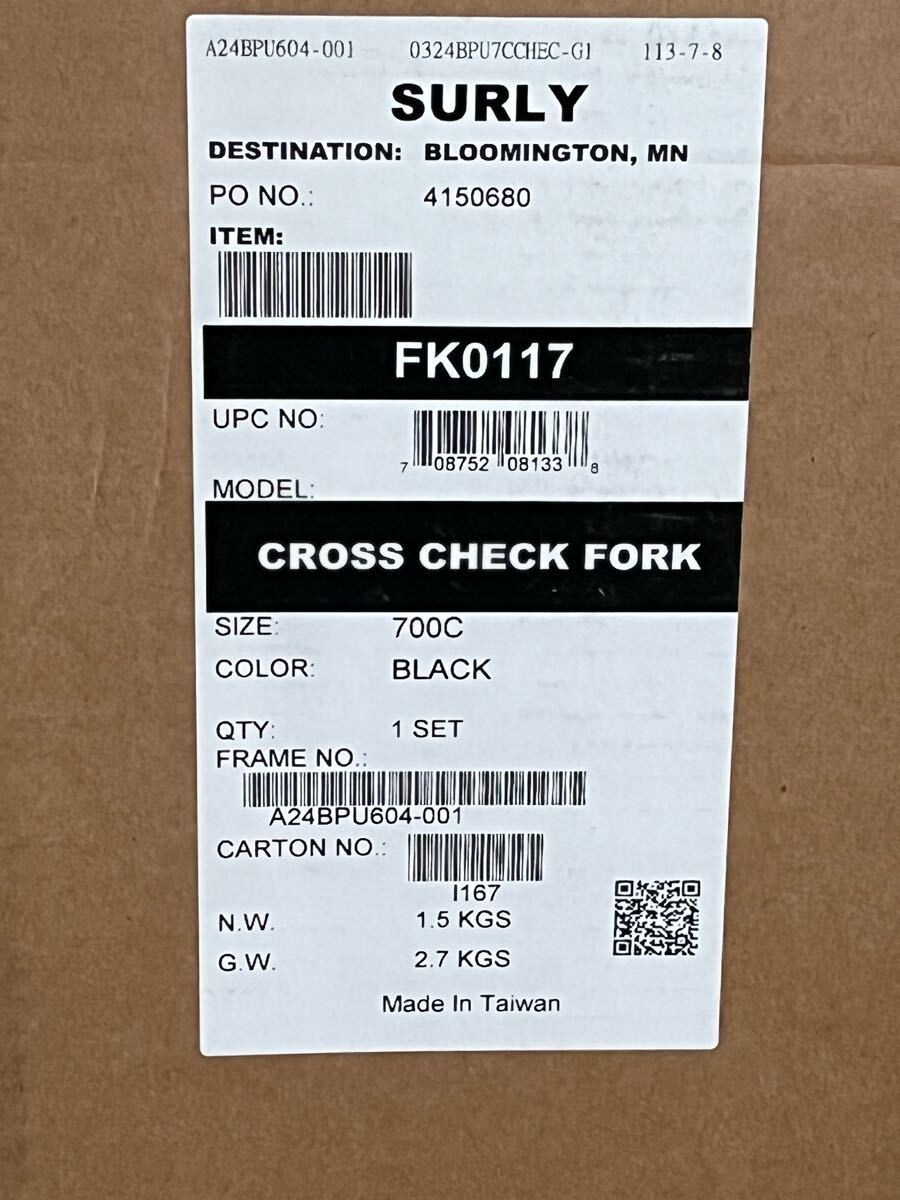 A24BPU604-001 0324BPU7CCHEC-G1 113-7-8
SURLY
DESTINATION: BLOOMINGTON, MN
PO NO.: 4150680
ITEM:
FK0117
UPC NO:
7 08752 08133 8
MODEL:
CROSS CHECK FORK
SIZE: 700C
COLOR: BLACK
QTY: 1 SET
FRAME NO.:
A24BPU604-001
CARTON NO.:
I167
N.W. 1.5 KGS
G.W. 2.7 KGS
Made In Taiwan